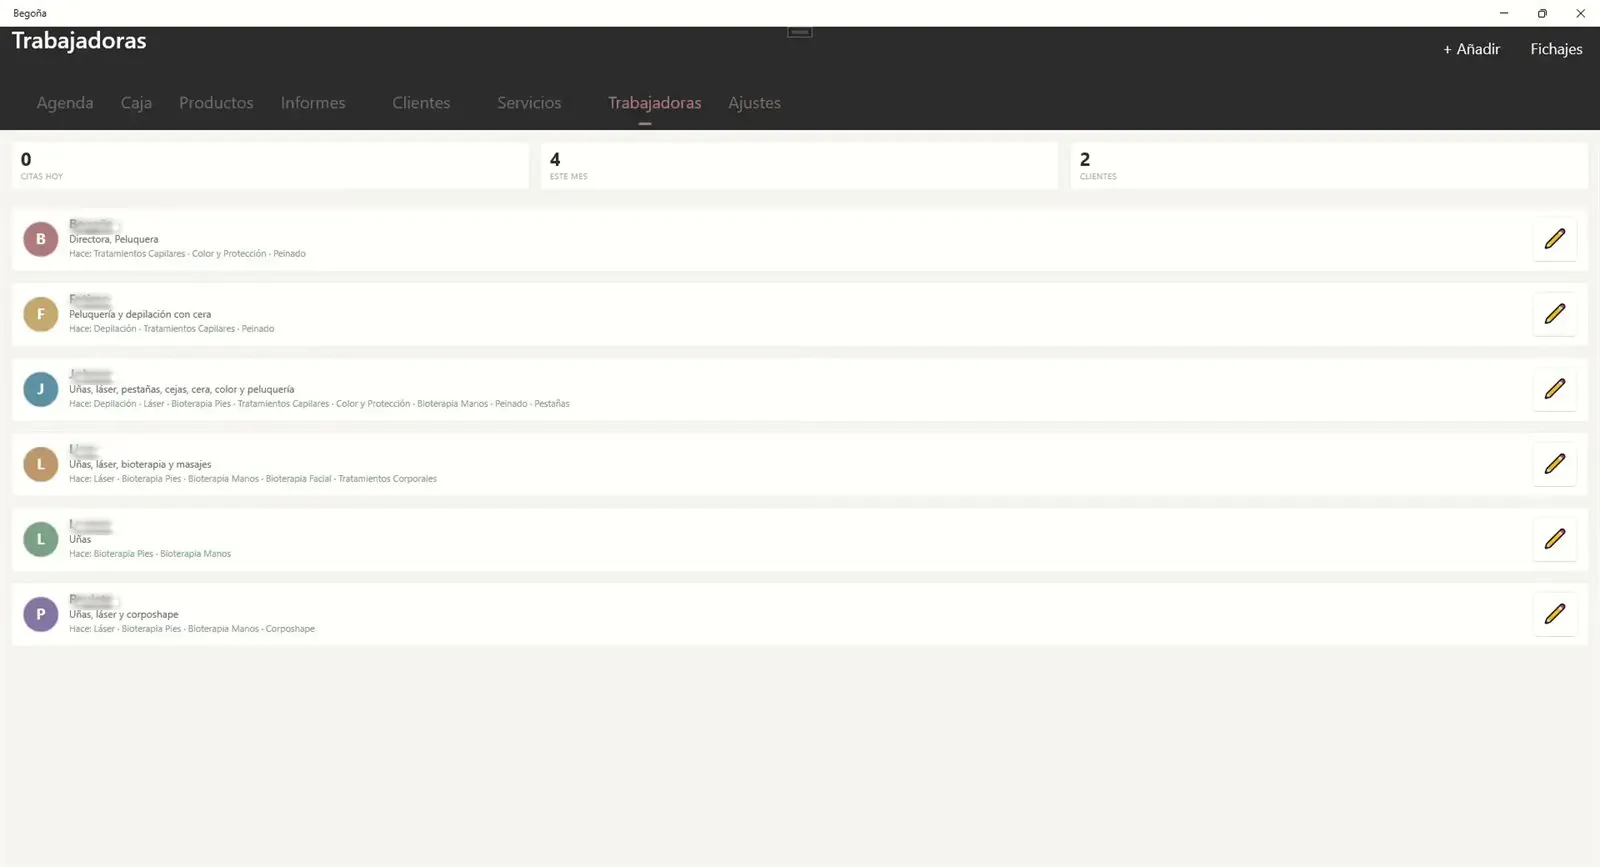 Begoña
Trabajadoras
+ Añadir
Fichajes
Agenda
Caja
Productos
Informes
Clientes
Servicios
Trabajadoras
Ajustes
0
CITAS HOY
4
ESTE MES
2
CLIENTES
B
Directora, Peluquera
Hace: Tratamientos Capilares · Color y Protección · Peinado
F
Peluquería y depilación con cera
Hace: Depilación · Tratamientos Capilares · Peinado
J
Uñas, láser, pestañas, cejas, cera, color y peluquería
Hace: Depilación · Láser · Bioterapia Pies · Tratamientos Capilares · Color y Protección · Bioterapia Manos · Peinado · Pestañas
L
Uñas, láser, bioterapia y masajes
Hace: Láser · Bioterapia Pies · Bioterapia Manos · Bioterapia Facial · Tratamientos Corporales
L
Uñas
Hace: Bioterapia Pies · Bioterapia Manos
P
Uñas, láser y corposhape
Hace: Láser · Bioterapia Pies · Bioterapia Manos · Corposhape